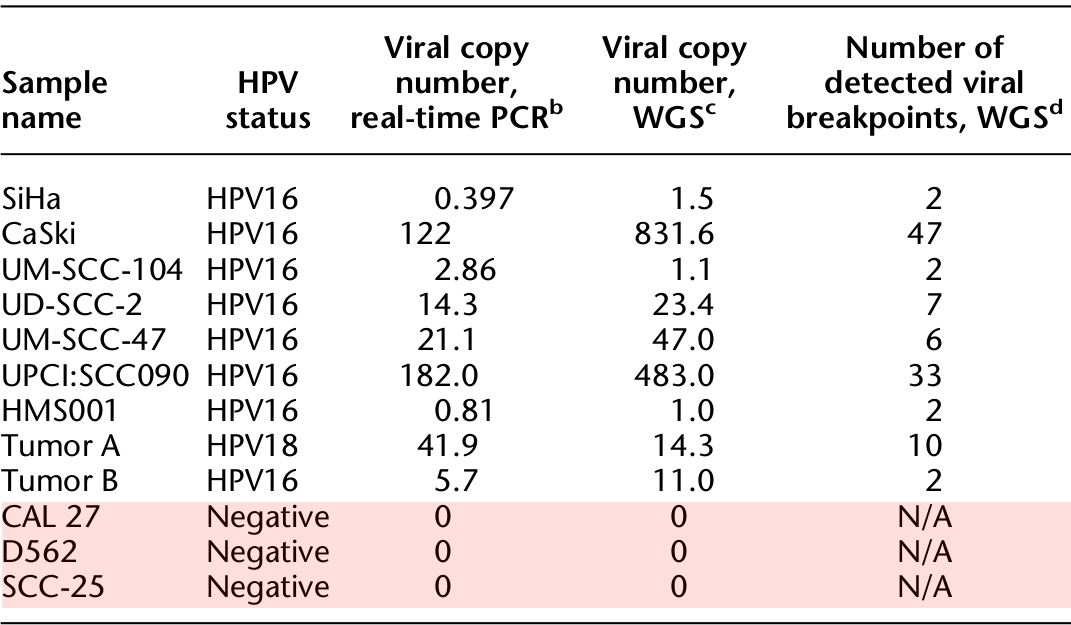 Sample name HPV status Viral copy number, real-time PCRb Viral copy number, WGSc Number of detected viral breakpoints, WGSd
SiHa HPV16 0.397 1.5 2
CaSki HPV16 122 831.6 47
UM-SCC-104 HPV16 2.86 1.1 2
UD-SCC-2 HPV16 14.3 23.4 7
UM-SCC-47 HPV16 21.1 47.0 6
UPCI:SCC090 HPV16 182.0 483.0 33
HMS001 HPV16 0.81 1.0 2
Tumor A HPV18 41.9 14.3 10
Tumor B HPV16 5.7 11.0 2
CAL 27 Negative 0 0 N/A
D562 Negative 0 0 N/A
SCC-25 Negative 0 0 N/A